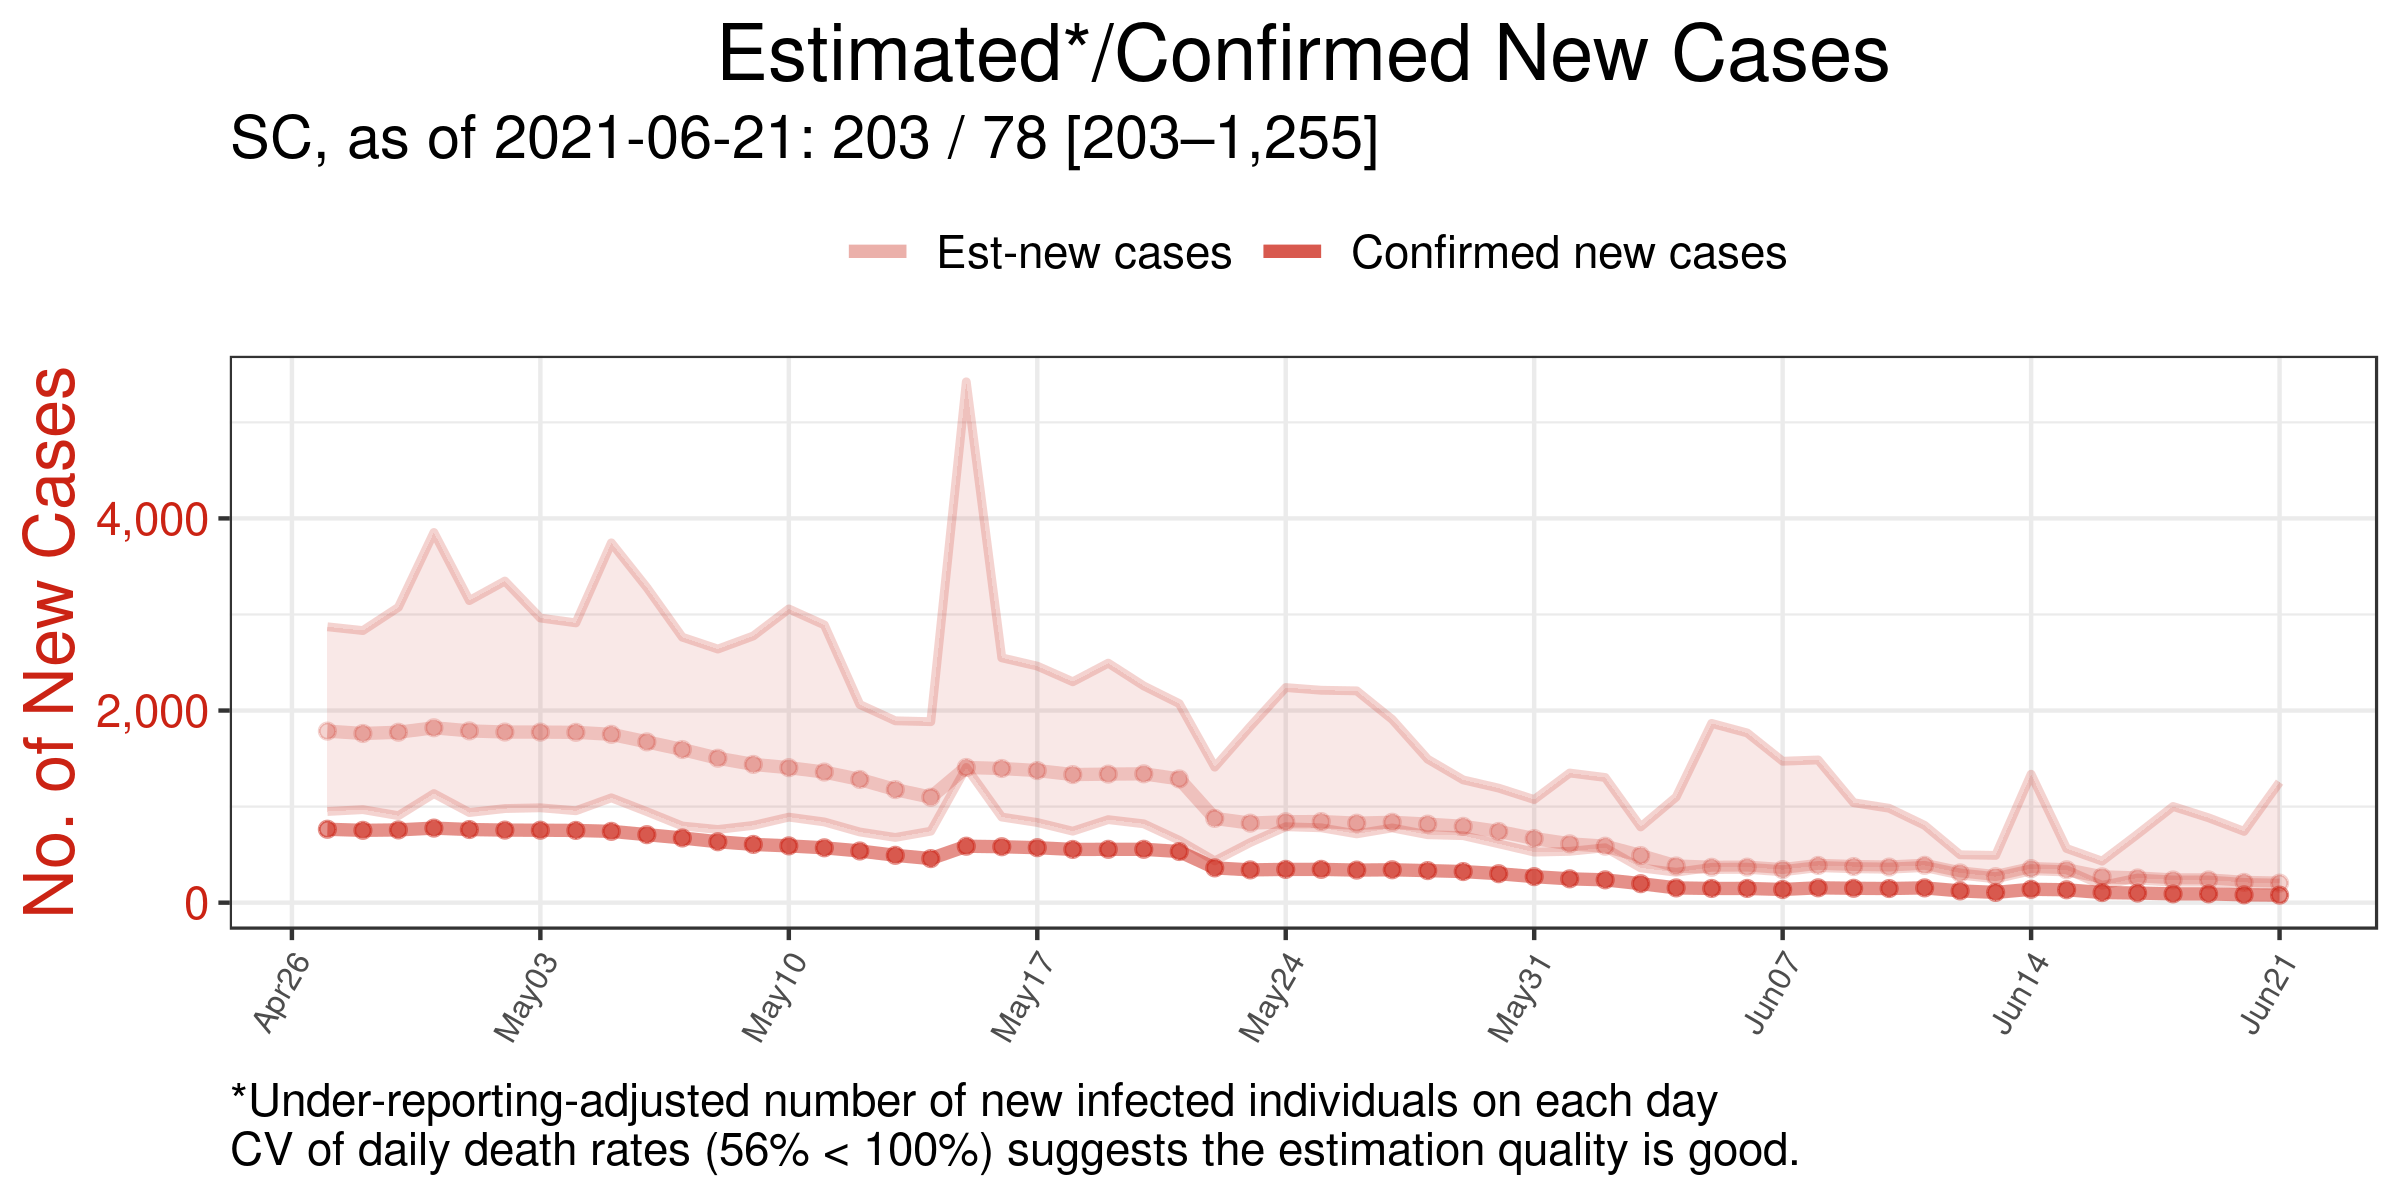 Estimated*/Confirmed New Cases
SC, as of 2021-06-21: 203 / 78 [203–1,255]
Est-new cases
Confirmed new cases
No. of New Cases
4,000
2,000
0
Apr26
May03
May10
May17
May24
May31
Jun07
Jun14
Jun21
*Under-reporting-adjusted number of new infected individuals on each day
CV of daily death rates (56% < 100%) suggests the estimation quality is good.